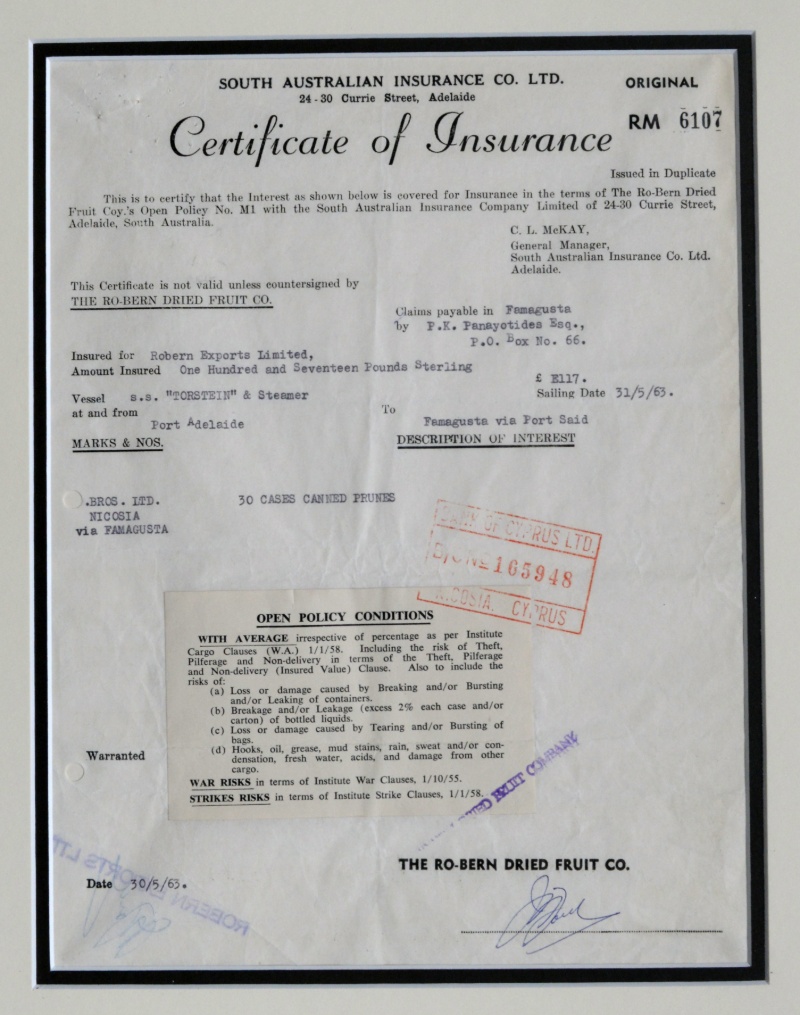 SOUTH AUSTRALIAN INSURANCE CO. LTD.
24-30 Currie Street, Adelaide
ORIGINAL
RM 6107
Certificate of Insurance
Issued in Duplicate
This is to certify that the Interest as shown below is covered for Insurance in the terms of The Ro-Bern Dried
Fruit Coy.'s Open Policy No. M1 with the South Australian Insurance Company Limited of 24-30 Currie Street,
Adelaide, South Australia.
C. L. McKAY,
General Manager,
South Australian Insurance Co. Ltd.
Adelaide.
This Certificate is not valid unless countersigned by
THE RO-BERN DRIED FRUIT CO.
Claims payable in Famagusta
by P.K. Panayotides Esq.,
P.O. Box No. 66.
Insured for Robern Exports Limited,
Amount Insured One Hundred and Seventeen Pounds Sterling
£ E117.
Vessel s.s. "TORSTEIN" & Steamer
Sailing Date 31/5/63.
at and from
Port Adelaide
To
Famagusta via Port Said
MARKS & NOS.
DESCRIPTION OF INTEREST
.BROS. LTD.
NICOSIA
via FAMAGUSTA
30 CASES CANNED PRUNES
BANK OF CYPRUS LTD.
165948
NICOSIA, CYPRUS
OPEN POLICY CONDITIONS
WITH AVERAGE irrespective of percentage as per Institute
Cargo Clauses (W.A.) 1/1/58. Including the risk of Theft,
Pilferage and Non-delivery in terms of the Theft, Pilferage
and Non-delivery (Insured Value) Clause. Also to include the
risks of:
(a) Loss or damage caused by Breaking and/or Bursting
and/or Leaking of containers.
(b) Breakage and/or Leakage (excess 2% each case and/or
carton) of bottled liquids.
(c) Loss or damage caused by Tearing and/or Bursting of
bags.
(d) Hooks, oil, grease, mud stains, rain, sweat and/or con-
densation, fresh water, acids, and damage from other
cargo.
WAR RISKS in terms of Institute War Clauses, 1/10/55.
STRIKES RISKS in terms of Institute Strike Clauses, 1/1/58.
Warranted
DRIED FRUIT COMPANY
THE RO-BERN DRIED FRUIT CO.
Date 30/5/63.
ROBERN EXPORTS LTD